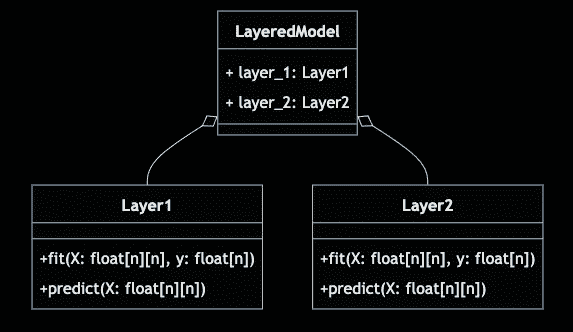 LayeredModel
+ layer_1: Layer1
+ layer_2: Layer2
Layer1
+fit(X: float[n][n], y: float[n])
+predict(X: float[n][n])
Layer2
+fit(X: float[n][n], y: float[n])
+predict(X: float[n][n])